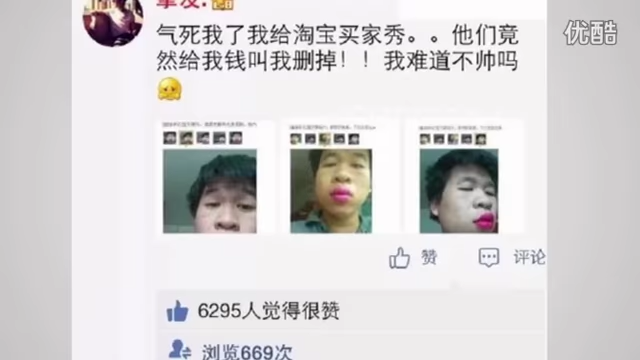 优酷
气死我了我给淘宝买家秀。。他们竟
然给我钱叫我删掉！！我难道不帅吗
赞
评论
6295人觉得很赞
浏览669次